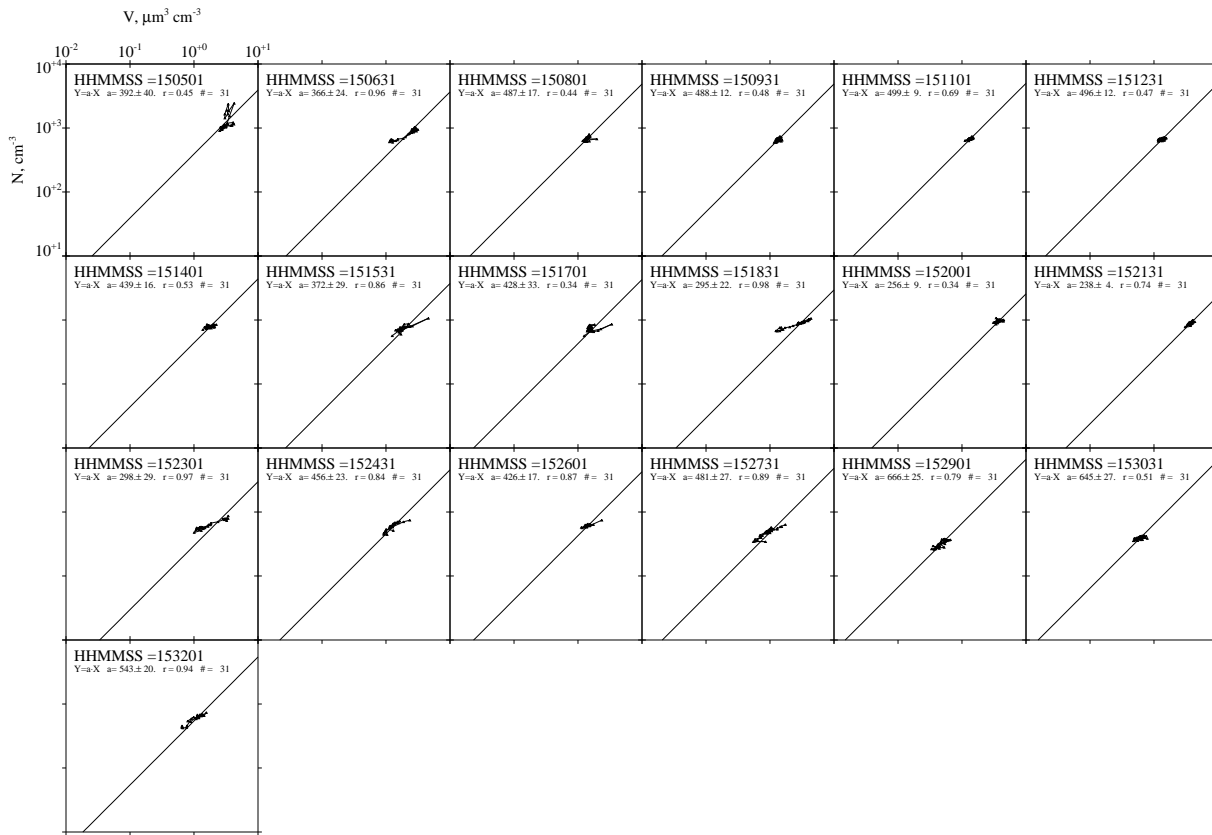 V, μm³ cm⁻³
10⁻² 10⁻¹ 10⁺⁰ 10⁺¹
N, cm⁻³
10⁺⁴
10⁺³
10⁺²
10⁺¹
HHMMSS =150501
Y=a·X a= 392.± 40. r = 0.45 # = 31
HHMMSS =150631
Y=a·X a= 366.± 24. r = 0.96 # = 31
HHMMSS =150801
Y=a·X a= 487.± 17. r = 0.44 # = 31
HHMMSS =150931
Y=a·X a= 488.± 12. r = 0.48 # = 31
HHMMSS =151101
Y=a·X a= 499.± 9. r = 0.69 # = 31
HHMMSS =151231
Y=a·X a= 496.± 12. r = 0.47 # = 31
HHMMSS =151401
Y=a·X a= 439.± 16. r = 0.53 # = 31
HHMMSS =151531
Y=a·X a= 372.± 29. r = 0.86 # = 31
HHMMSS =151701
Y=a·X a= 428.± 33. r = 0.34 # = 31
HHMMSS =151831
Y=a·X a= 295.± 22. r = 0.98 # = 31
HHMMSS =152001
Y=a·X a= 256.± 9. r = 0.34 # = 31
HHMMSS =152131
Y=a·X a= 238.± 4. r = 0.74 # = 31
HHMMSS =152301
Y=a·X a= 298.± 29. r = 0.97 # = 31
HHMMSS =152431
Y=a·X a= 456.± 23. r = 0.84 # = 31
HHMMSS =152601
Y=a·X a= 426.± 17. r = 0.87 # = 31
HHMMSS =152731
Y=a·X a= 481.± 27. r = 0.89 # = 31
HHMMSS =152901
Y=a·X a= 666.± 25. r = 0.79 # = 31
HHMMSS =153031
Y=a·X a= 645.± 27. r = 0.51 # = 31
HHMMSS =153201
Y=a·X a= 543.± 20. r = 0.94 # = 31